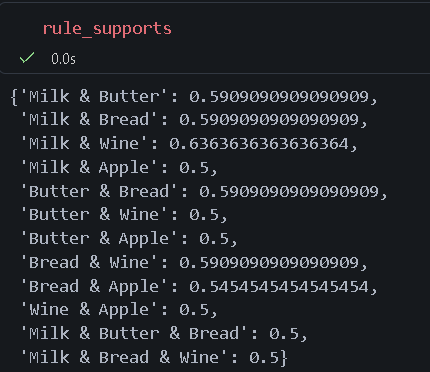 rule_supports
0.0s
{'Milk & Butter': 0.5909090909090909,
'Milk & Bread': 0.5909090909090909,
'Milk & Wine': 0.6363636363636364,
'Milk & Apple': 0.5,
'Butter & Bread': 0.5909090909090909,
'Butter & Wine': 0.5,
'Butter & Apple': 0.5,
'Bread & Wine': 0.5909090909090909,
'Bread & Apple': 0.5454545454545454,
'Wine & Apple': 0.5,
'Milk & Butter & Bread': 0.5,
'Milk & Bread & Wine': 0.5}